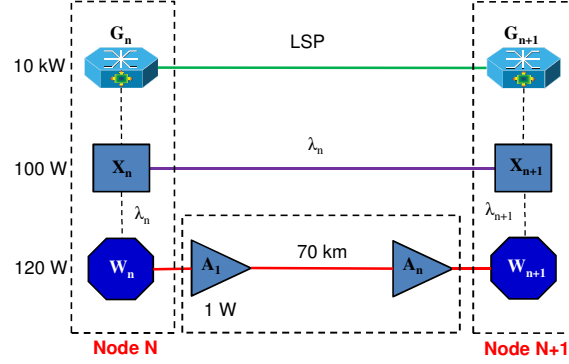 Gn Gn+1
LSP
10 kW
λn
100 W Xn Xn+1
λn λn+1
70 km
120 W Wn A1 An Wn+1
1 W
Node N Node N+1